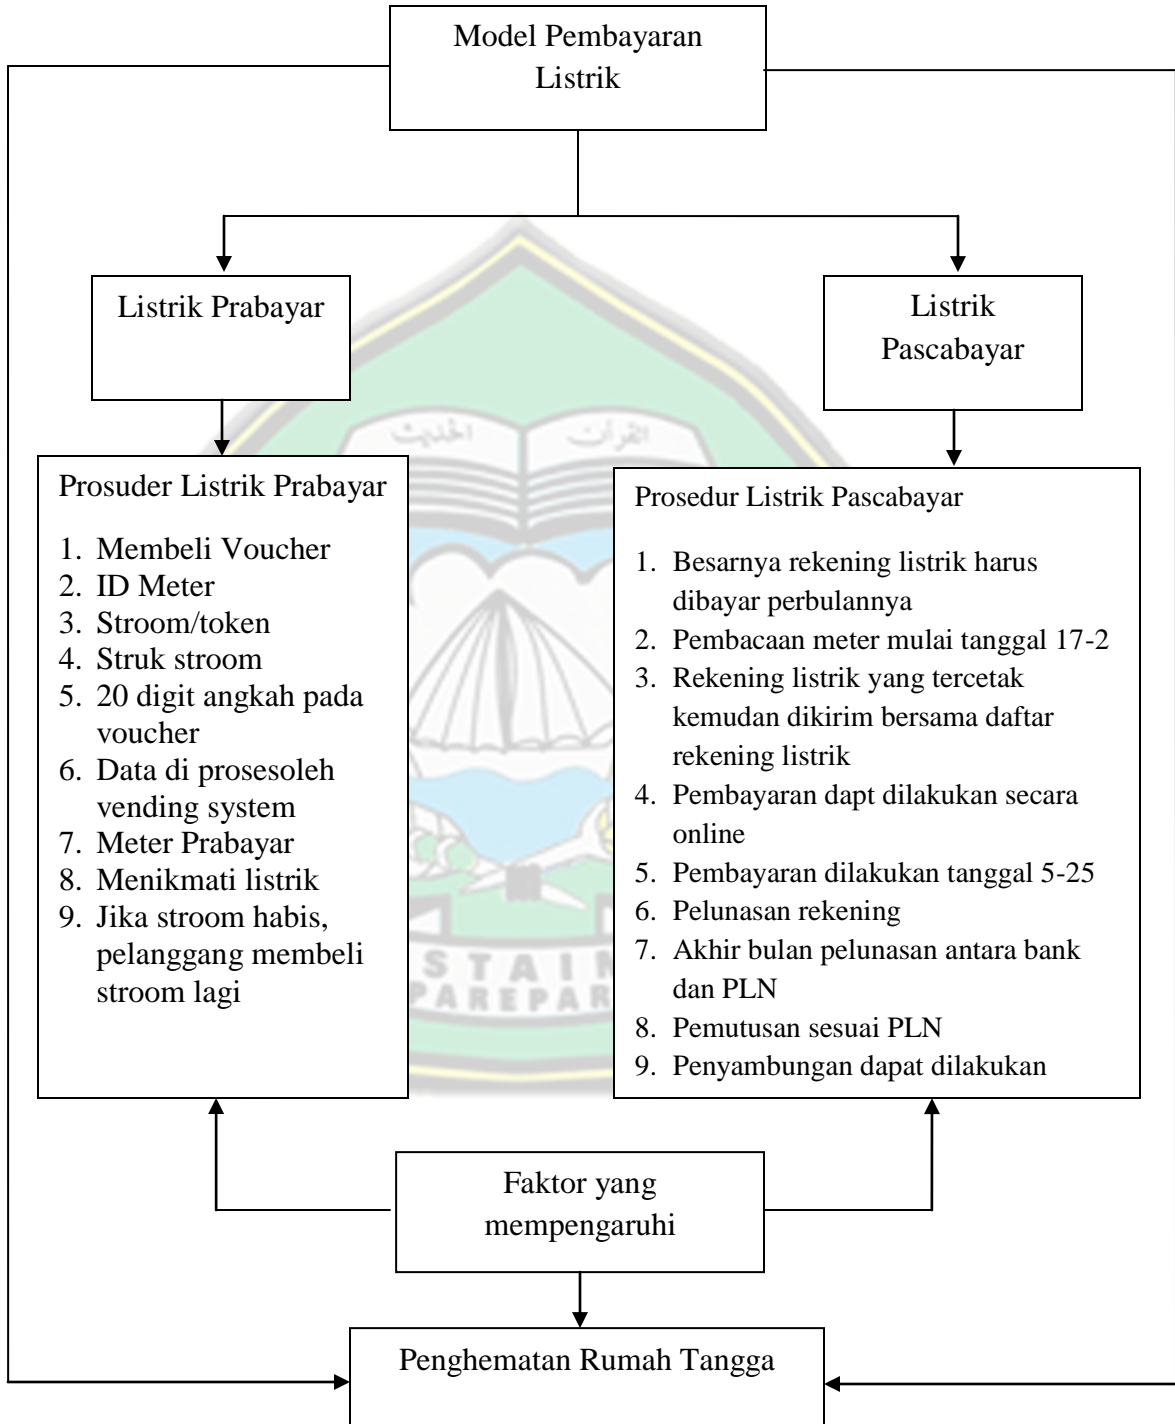 Model Pembayaran
Listrik
Listrik Prabayar
Listrik
Pascabayar
Prosuder Listrik Prabayar
1. Membeli Voucher
2. ID Meter
3. Stroom/token
4. Struk stroom
5. 20 digit angkah pada
voucher
6. Data di prosesoleh
vending system
7. Meter Prabayar
8. Menikmati listrik
9. Jika stroom habis,
pelanggang membeli
stroom lagi
Prosedur Listrik Pascabayar
1. Besarnya rekening listrik harus
dibayar perbulannya
2. Pembacaan meter mulai tanggal 17-2
3. Rekening listrik yang tercetak
kemudan dikirim bersama daftar
rekening listrik
4. Pembayaran dapt dilakukan secara
online
5. Pembayaran dilakukan tanggal 5-25
6. Pelunasan rekening
7. Akhir bulan pelunasan antara bank
dan PLN
8. Pemutusan sesuai PLN
9. Penyambungan dapat dilakukan
الحديث
القرآن
STAIN
PAREPAR
Faktor yang
mempengaruhi
Penghematan Rumah Tangga